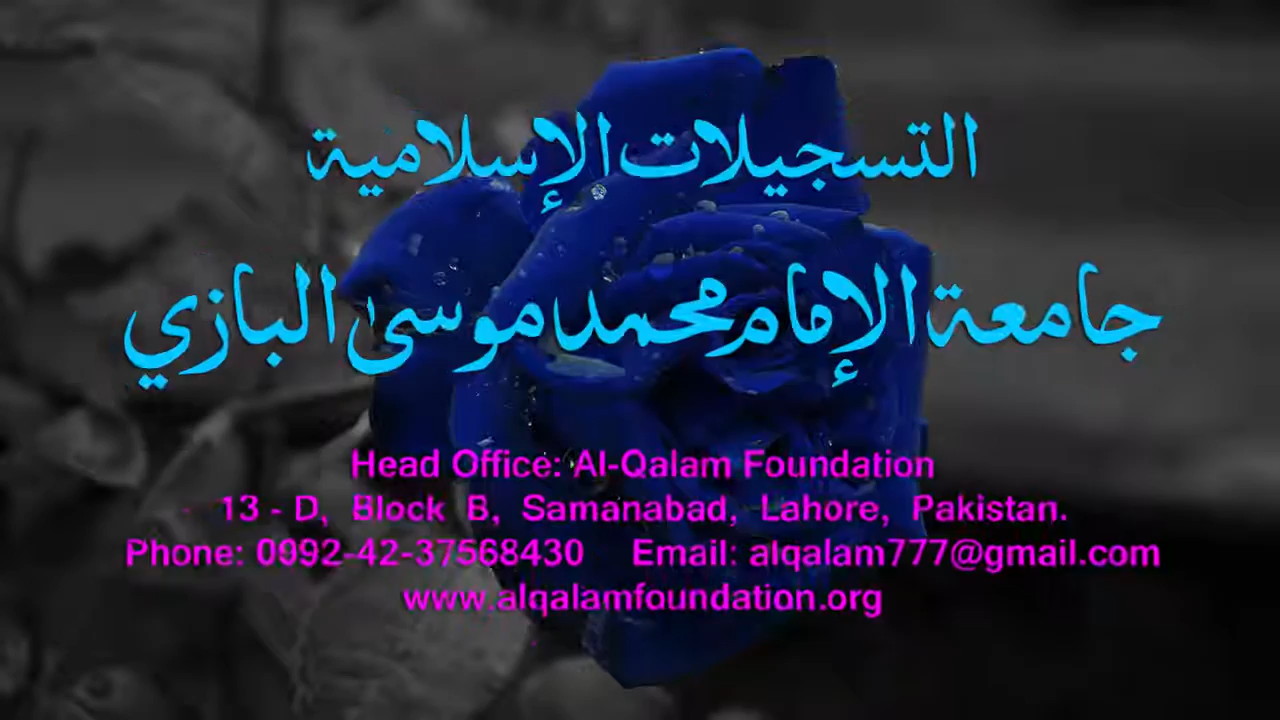 التسجيلات الإسلامية
جامعة الإمام محمد موسى البازي
Head Office: Al-Qalam Foundation
13 - D, Block B, Samanabad, Lahore, Pakistan.
Phone: 0092-42-37568430 Email: alqalam777@gmail.com
www.alqalamfoundation.org